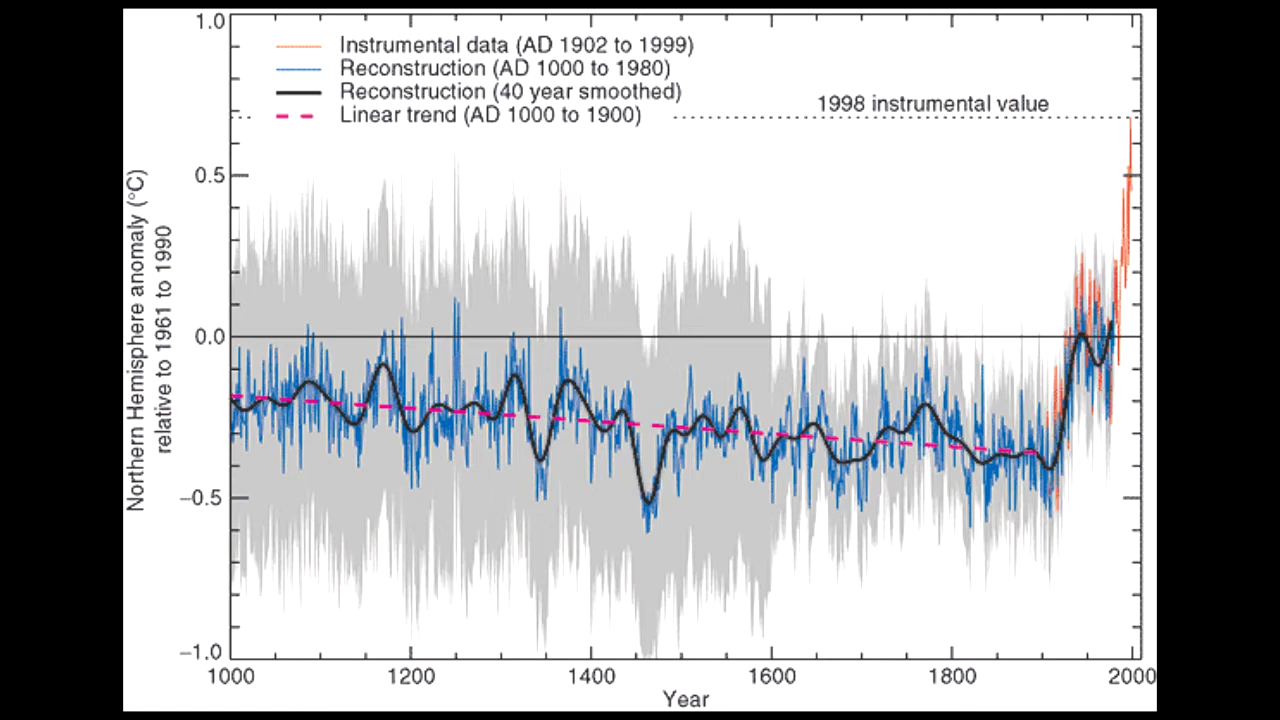 1.0
Instrumental data (AD 1902 to 1999)
Reconstruction (AD 1000 to 1980)
Reconstruction (40 year smoothed)
Linear trend (AD 1000 to 1900)
1998 instrumental value
0.5
0.0
−0.5
−1.0
Northern Hemisphere anomaly (°C)
relative to 1961 to 1990
1000 1200 1400 1600 1800 2000
Year